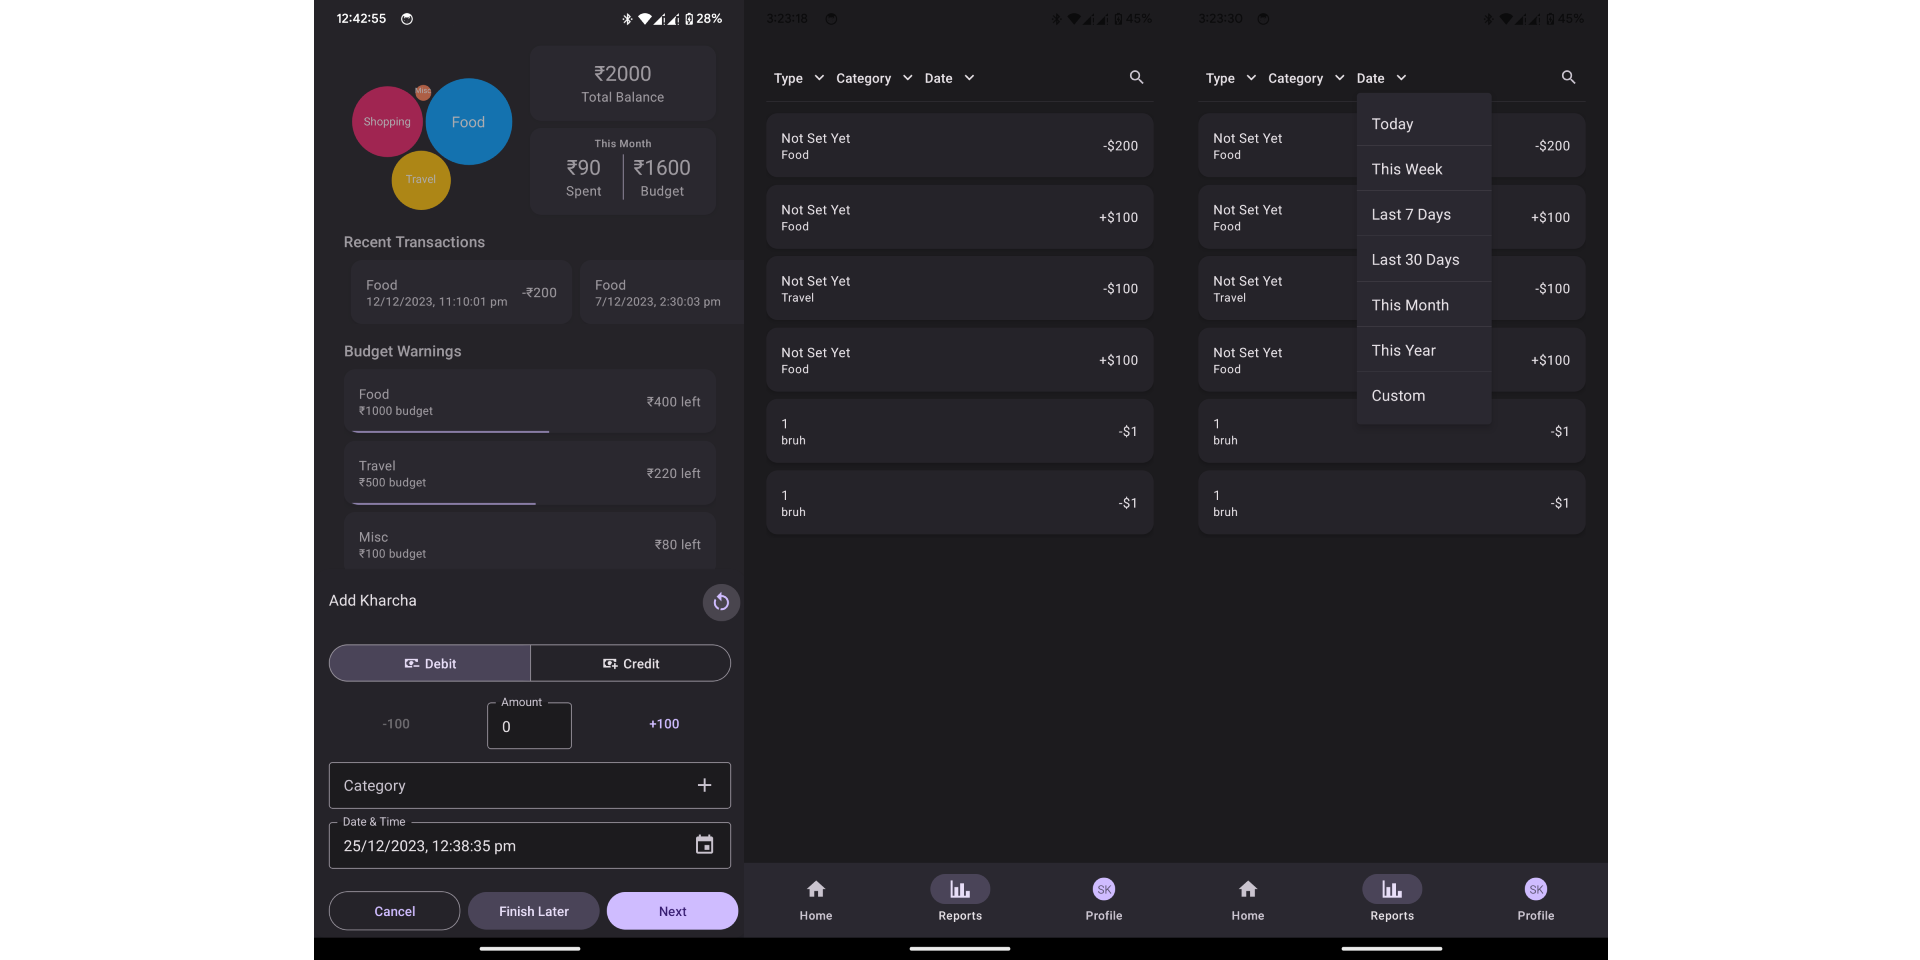 12:42:55
28%
Shopping
Misc
Food
Travel
₹2000
Total Balance
This Month
₹90
Spent
₹1600
Budget
Recent Transactions
Food
12/12/2023, 11:10:01 pm
-₹200
Food
7/12/2023, 2:30:03 pm
Budget Warnings
Food
₹1000 budget
₹400 left
Travel
₹500 budget
₹220 left
Misc
₹100 budget
₹80 left
Add Kharcha
Debit
Credit
-100
Amount
0
+100
Category
Date & Time
25/12/2023, 12:38:35 pm
Cancel
Finish Later
Next
3:23:18
45%
Type Category Date
Not Set Yet
Food
-$200
Not Set Yet
Food
+$100
Not Set Yet
Travel
-$100
Not Set Yet
Food
+$100
1
bruh
-$1
1
bruh
-$1
Home
Reports
SK
Profile
3:23:30
45%
Type Category Date
Today
This Week
Last 7 Days
Last 30 Days
This Month
This Year
Custom
Not Set Yet
Food
-$200
Not Set Yet
Food
+$100
Not Set Yet
Travel
-$100
Not Set Yet
Food
+$100
1
bruh
-$1
1
bruh
-$1
Home
Reports
SK
Profile